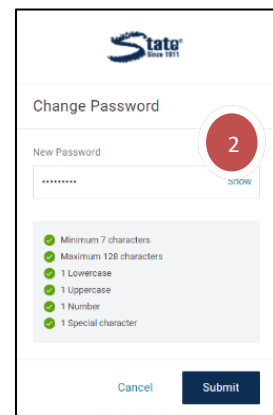 State
Since 1911
Change Password
2
New Password
•••••••••
Show
Minimum 7 characters
Maximum 128 characters
1 Lowercase
1 Uppercase
1 Number
1 Special character
Cancel
Submit